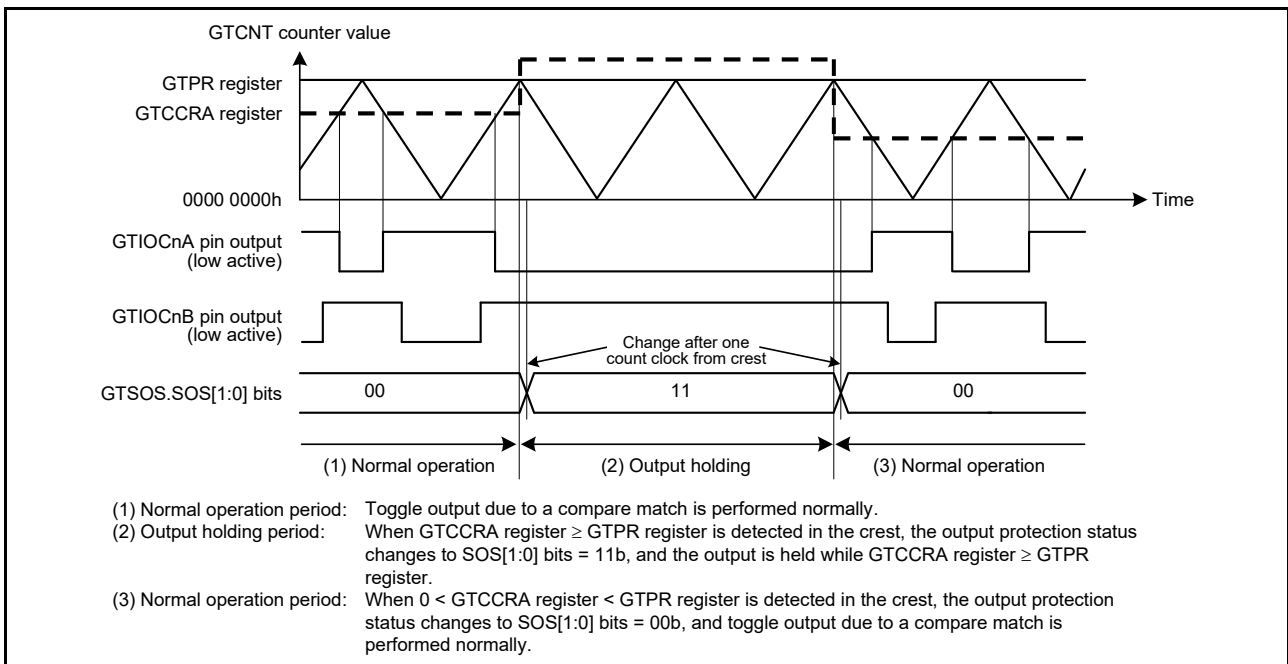 GTCNT counter value
GTPR register
GTCCRA register
0000 0000h
Time
GTIOCnA pin output
(low active)
GTIOCnB pin output
(low active)
Change after one
count clock from crest
GTSOS.SOS[1:0] bits
00
11
00
(1) Normal operation
(2) Output holding
(3) Normal operation
(1) Normal operation period: Toggle output due to a compare match is performed normally.
(2) Output holding period: When GTCCRA register ≥ GTPR register is detected in the crest, the output protection status
changes to SOS[1:0] bits = 11b, and the output is held while GTCCRA register ≥ GTPR
register.
(3) Normal operation period: When 0 < GTCCRA register < GTPR register is detected in the crest, the output protection
status changes to SOS[1:0] bits = 00b, and toggle output due to a compare match is
performed normally.